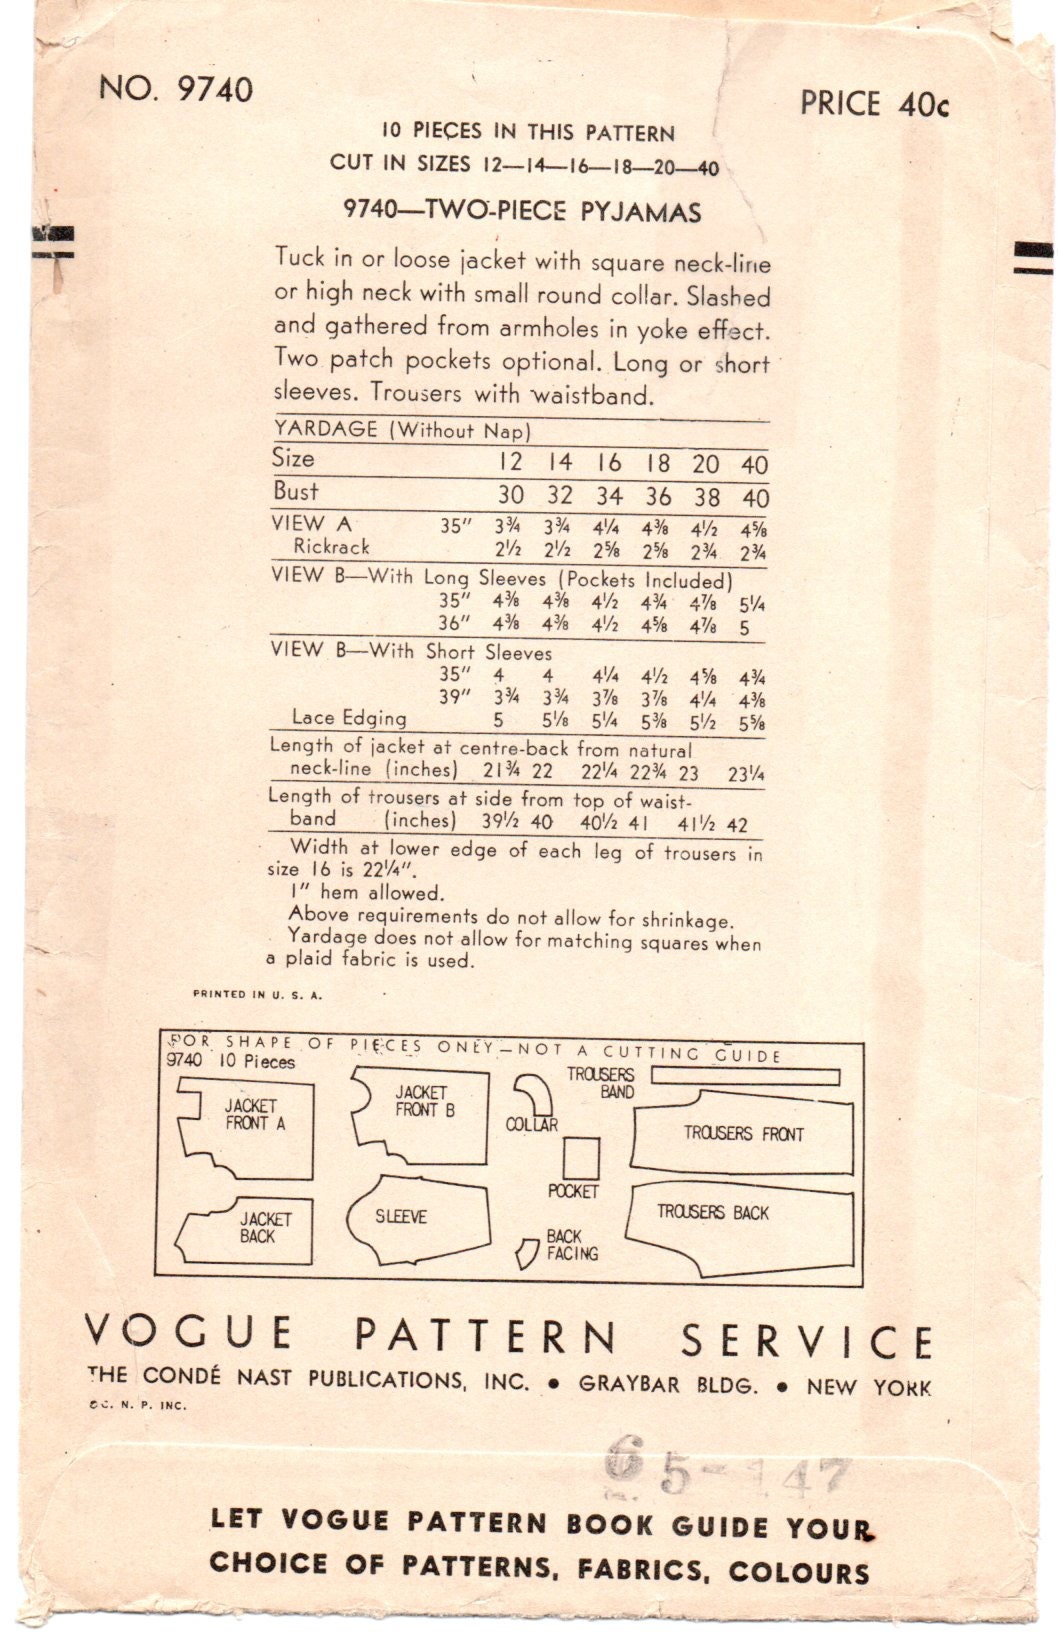 NO. 9740
PRICE 40c
10 PIECES IN THIS PATTERN
CUT IN SIZES 12—14—16—18—20—40
9740—TWO-PIECE PYJAMAS
Tuck in or loose jacket with square neck-line
or high neck with small round collar. Slashed
and gathered from armholes in yoke effect.
Two patch pockets optional. Long or short
sleeves. Trousers with waistband.
YARDAGE (Without Nap)
Size 12 14 16 18 20 40
Bust 30 32 34 36 38 40
VIEW A 35" 3¾ 3¾ 4¼ 4⅜ 4½ 4⅝
Rickrack 2½ 2½ 2⅝ 2⅝ 2¾ 2¾
VIEW B—With Long Sleeves (Pockets Included)
35" 4⅜ 4⅜ 4½ 4¾ 4⅞ 5¼
36" 4⅜ 4⅜ 4½ 4⅝ 4⅞ 5
VIEW B—With Short Sleeves
35" 4 4 4¼ 4½ 4⅝ 4¾
39" 3¾ 3¾ 3⅞ 3⅞ 4¼ 4⅜
Lace Edging 5 5⅛ 5¼ 5⅜ 5½ 5⅝
Length of jacket at centre-back from natural
neck-line (inches) 21¾ 22 22¼ 22¾ 23 23¼
Length of trousers at side from top of waist-
band (inches) 39½ 40 40½ 41 41½ 42
Width at lower edge of each leg of trousers in
size 16 is 22¼".
1" hem allowed.
Above requirements do not allow for shrinkage.
Yardage does not allow for matching squares when
a plaid fabric is used.
PRINTED IN U. S. A.
FOR SHAPE OF PIECES ONLY—NOT A CUTTING GUIDE
9740 10 Pieces
JACKET
FRONT A
JACKET
FRONT B
COLLAR
TROUSERS
BAND
TROUSERS FRONT
POCKET
JACKET
BACK
SLEEVE
BACK
FACING
TROUSERS BACK
VOGUE PATTERN SERVICE
THE CONDÉ NAST PUBLICATIONS, INC. • GRAYBAR BLDG. • NEW YORK
©C. N. P. INC.
6 5- 47
LET VOGUE PATTERN BOOK GUIDE YOUR
CHOICE OF PATTERNS, FABRICS, COLOURS